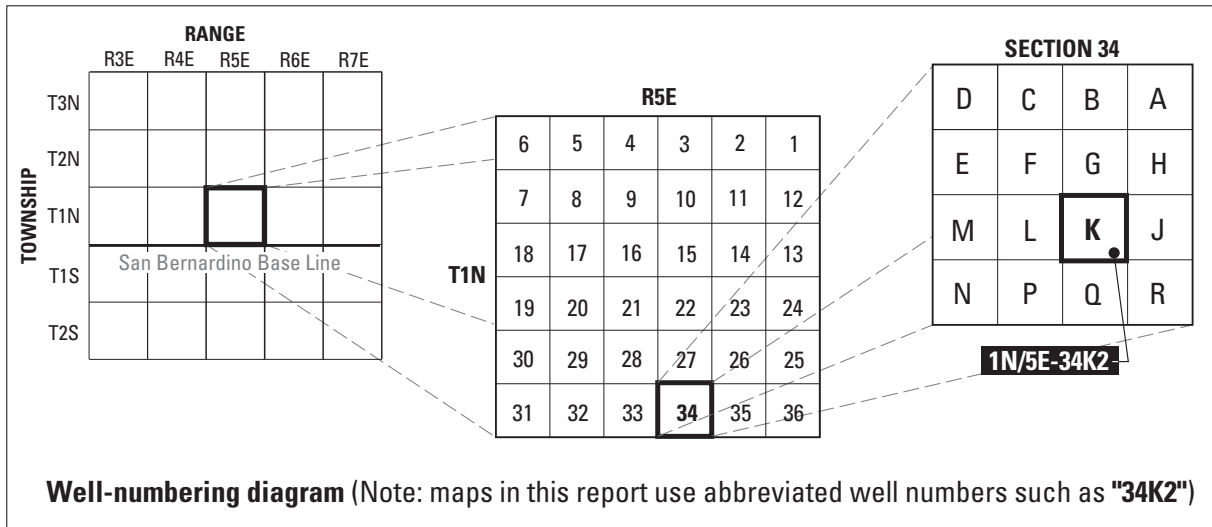 RANGE
R3E R4E R5E R6E R7E
TOWNSHIP
T3N
T2N
T1N
San Bernardino Base Line
T1S
T2S
R5E
T1N
6 5 4 3 2 1
7 8 9 10 11 12
18 17 16 15 14 13
19 20 21 22 23 24
30 29 28 27 26 25
31 32 33 34 35 36
SECTION 34
D C B A
E F G H
M L K J
N P Q R
1N/5E-34K2
Well-numbering diagram (Note: maps in this report use abbreviated well numbers such as "34K2")